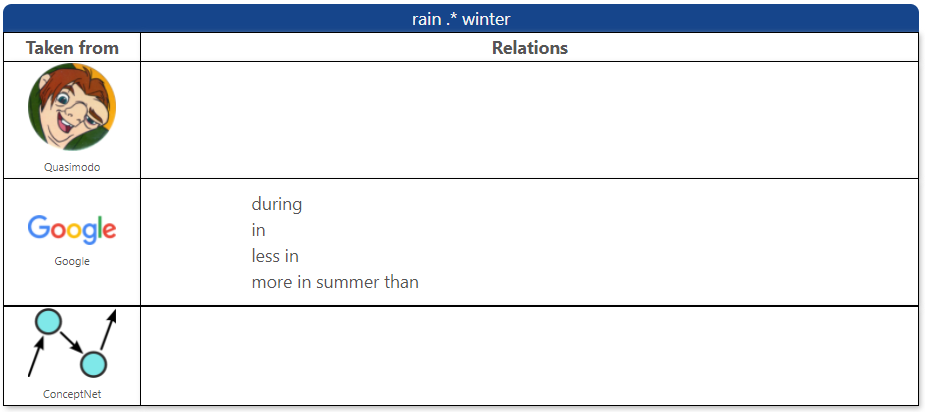 rain .* winter
Taken from Relations
Quasimodo
during
in
less in
more in summer than
Google
Google
ConceptNet